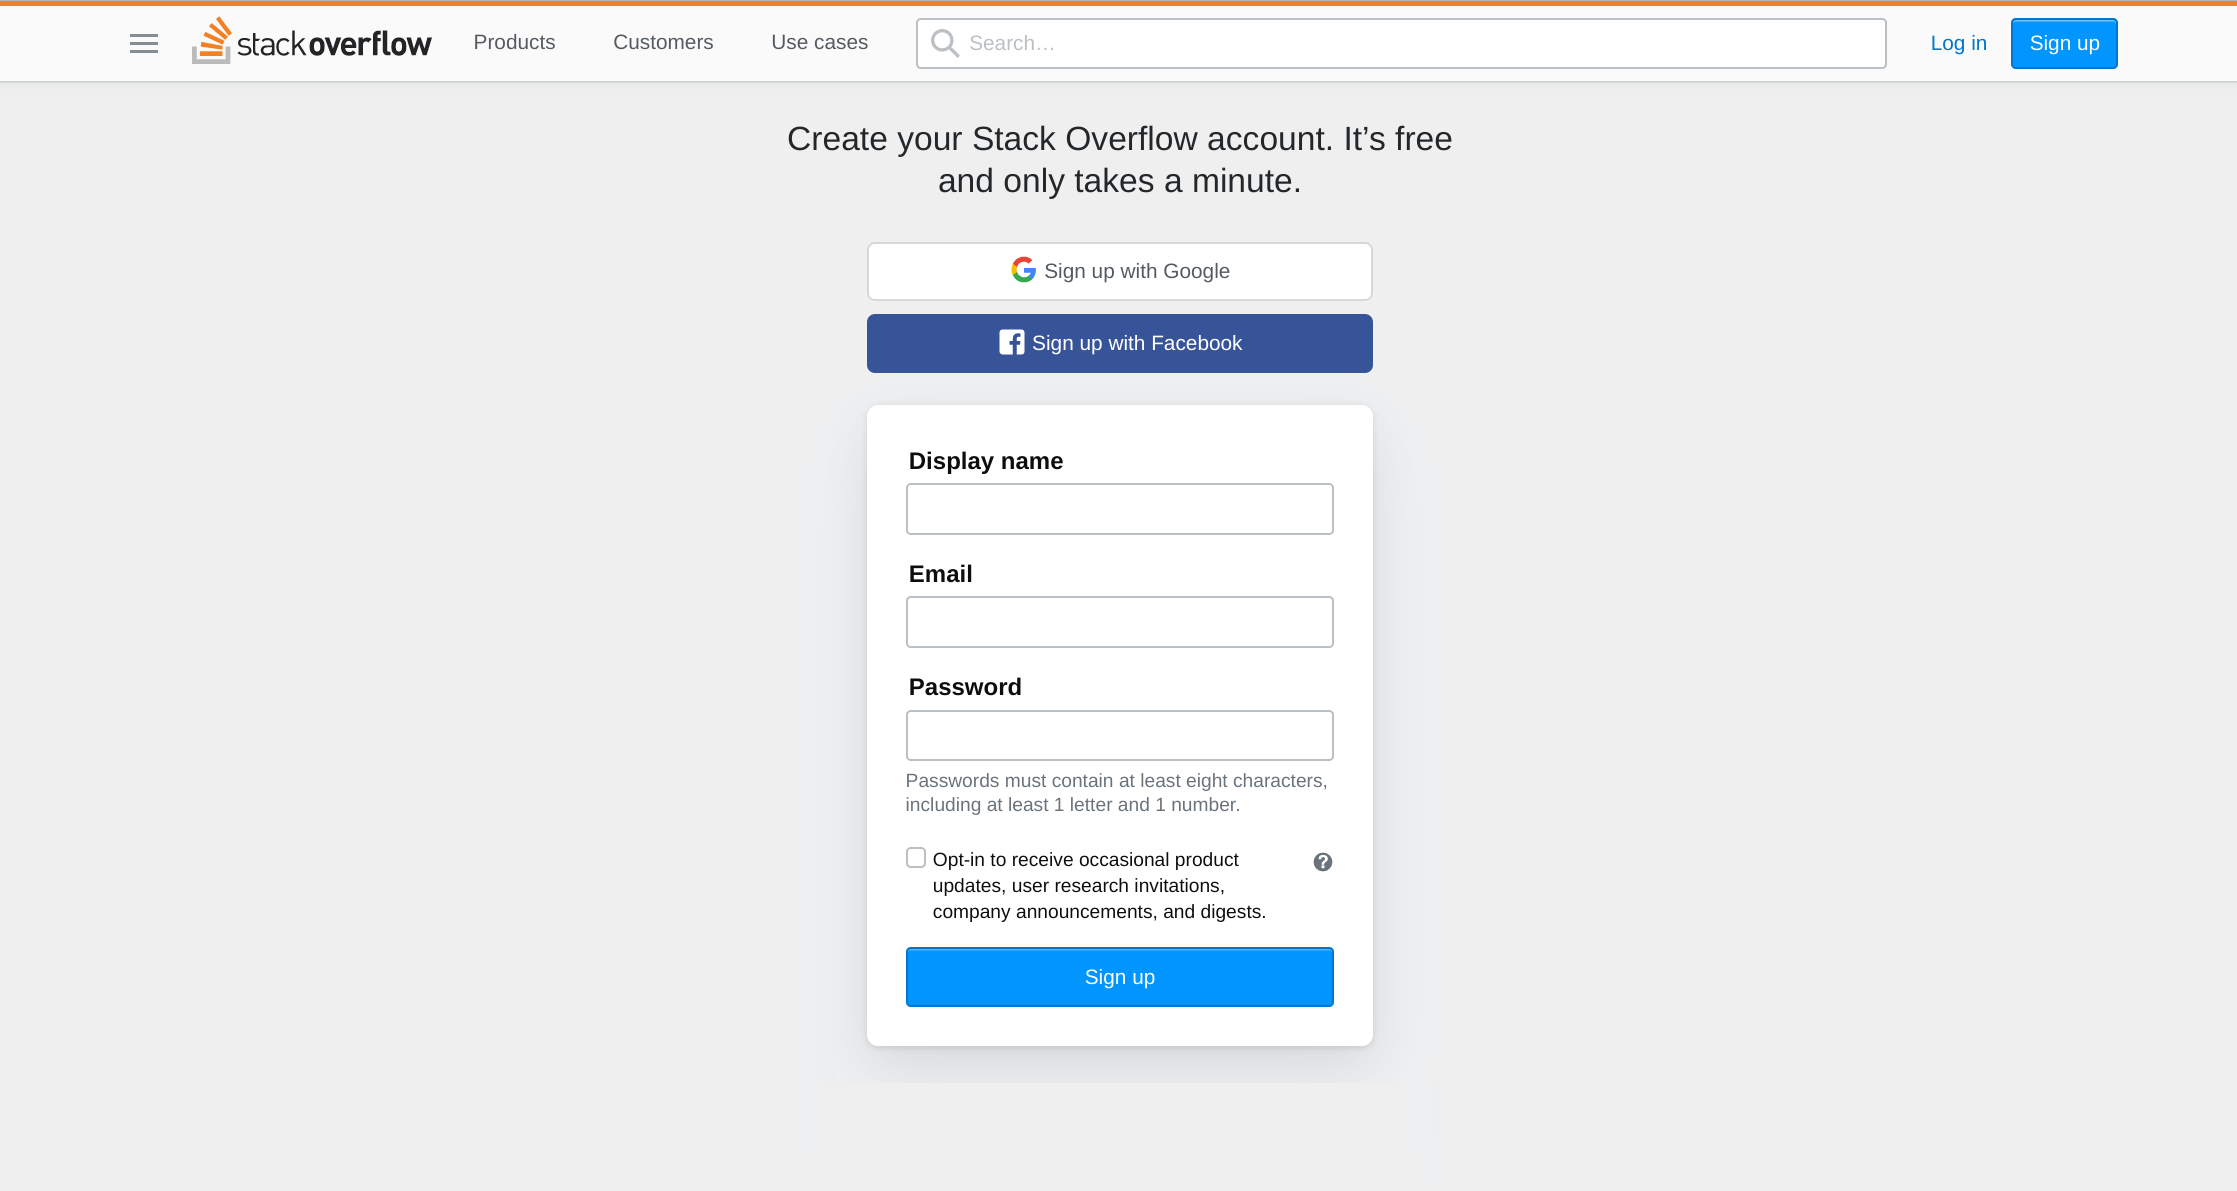 stackoverflow Products Customers Use cases Search… Log in Sign up
Create your Stack Overflow account. It’s free
and only takes a minute.
Sign up with Google
Sign up with Facebook
Display name
Email
Password
Passwords must contain at least eight characters,
including at least 1 letter and 1 number.
Opt-in to receive occasional product
updates, user research invitations,
company announcements, and digests.
Sign up